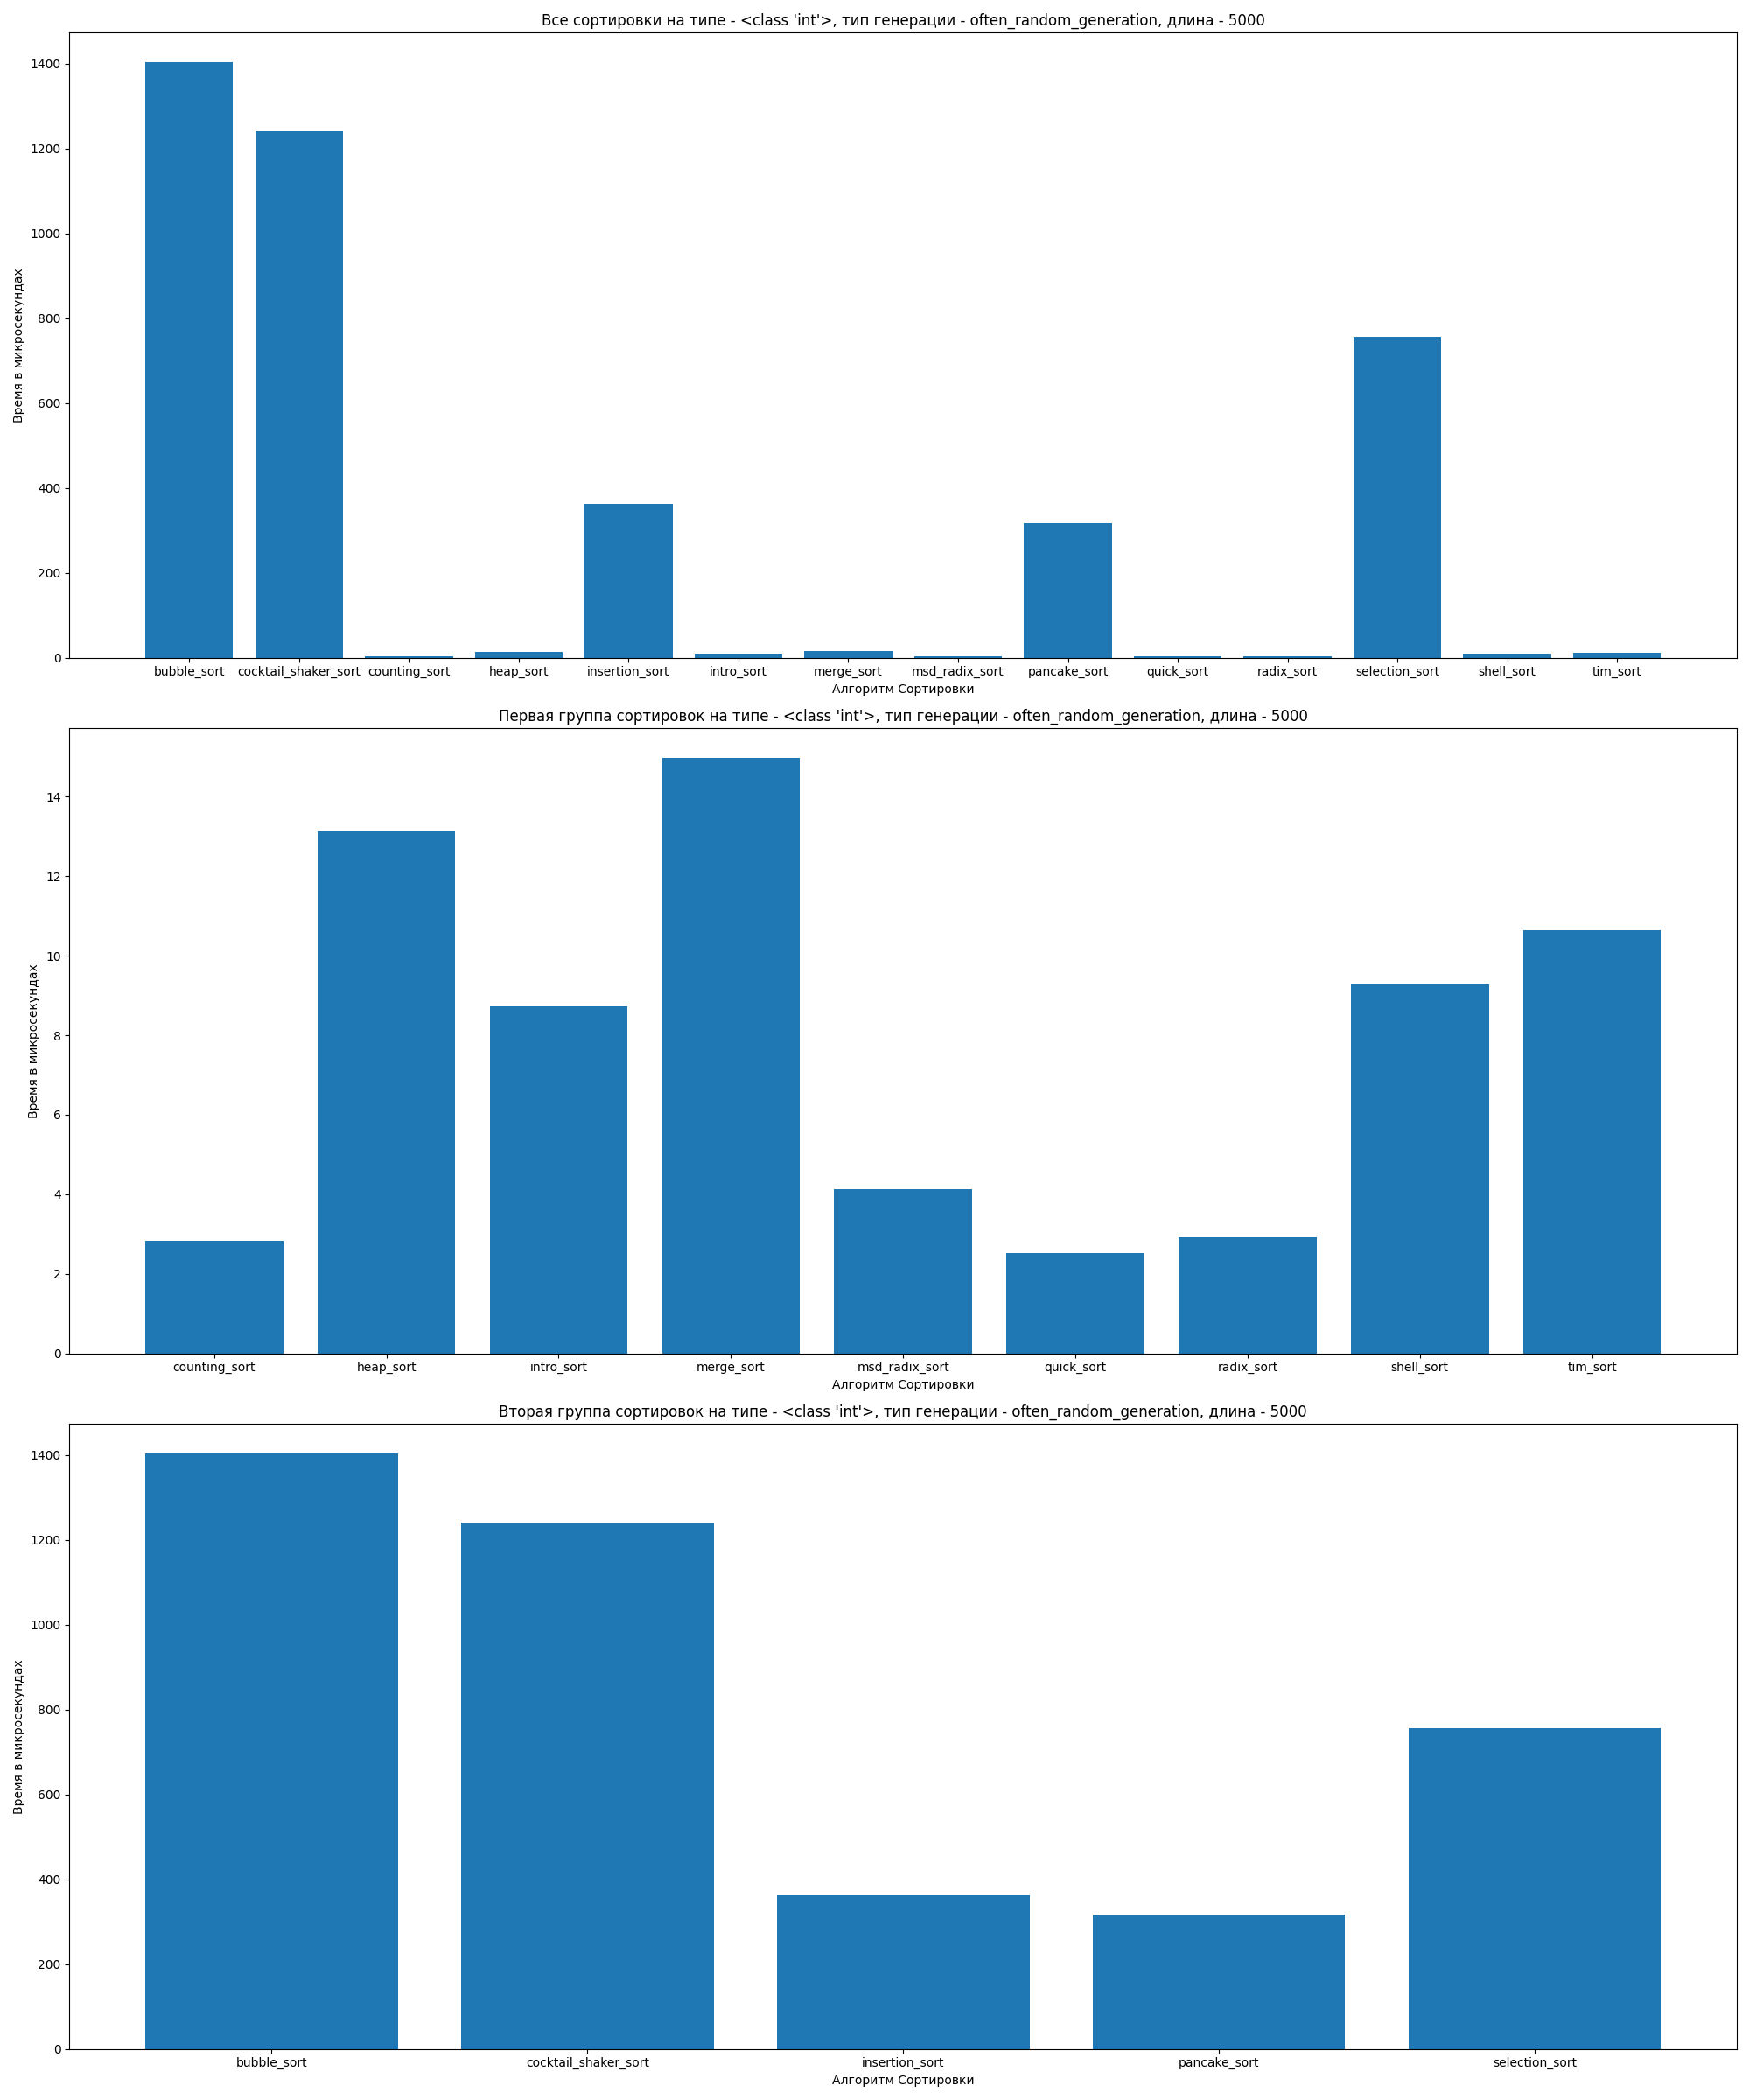 Все сортировки на типе - <class 'int'>, тип генерации - often_random_generation, длина - 5000
Время в микросекундах
1400
1200
1000
800
600
400
200
0
bubble_sort cocktail_shaker_sort counting_sort heap_sort insertion_sort intro_sort merge_sort msd_radix_sort pancake_sort quick_sort radix_sort selection_sort shell_sort tim_sort
Алгоритм Сортировки
Первая группа сортировок на типе - <class 'int'>, тип генерации - often_random_generation, длина - 5000
Время в микросекундах
14
12
10
8
6
4
2
0
counting_sort heap_sort intro_sort merge_sort msd_radix_sort quick_sort radix_sort shell_sort tim_sort
Алгоритм Сортировки
Вторая группа сортировок на типе - <class 'int'>, тип генерации - often_random_generation, длина - 5000
Время в микросекундах
1400
1200
1000
800
600
400
200
0
bubble_sort cocktail_shaker_sort insertion_sort pancake_sort selection_sort
Алгоритм Сортировки